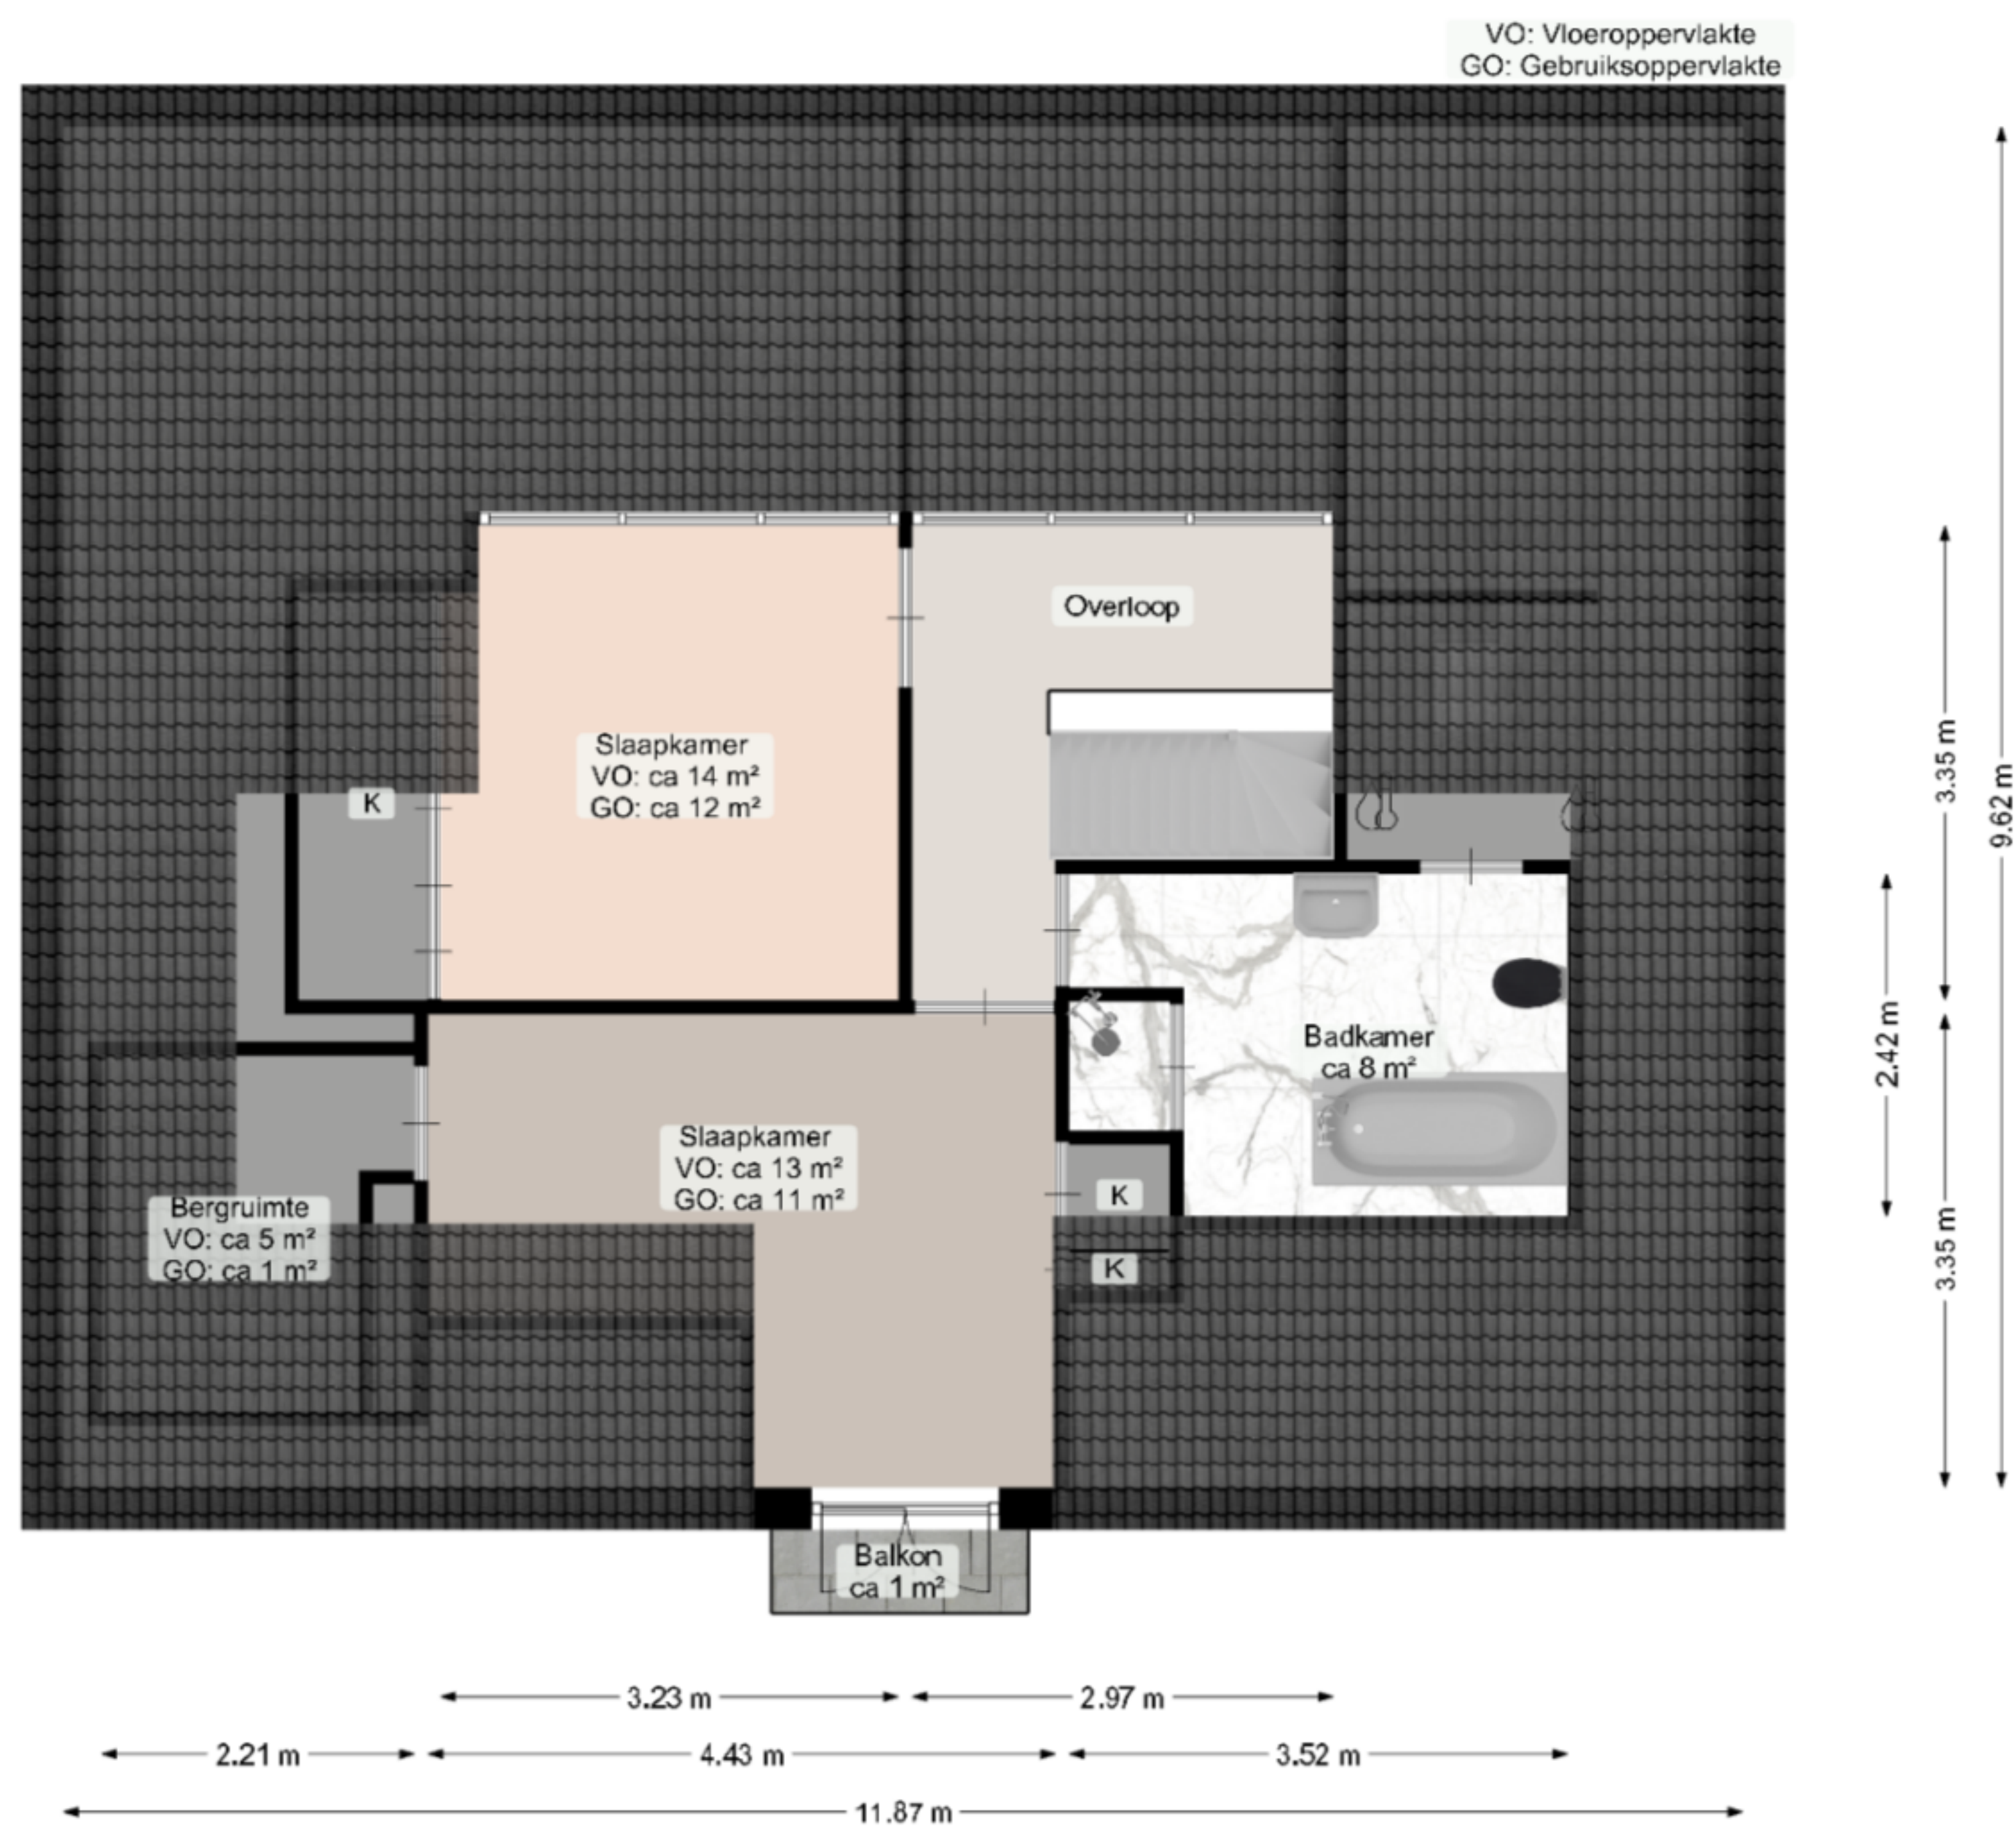 VO: Vloeroppervlakte
GO: Gebruiksoppervlakte
Overloop
Slaapkamer
VO: ca 14 m²
GO: ca 12 m²
K
Badkamer
ca 8 m²
Slaapkamer
VO: ca 13 m²
GO: ca 11 m²
K
K
Bergruimte
VO: ca 5 m²
GO: ca 1 m²
Balkon
ca 1 m²
3.35 m
9.62 m
2.42 m
3.35 m
3.23 m
2.97 m
2.21 m
4.43 m
3.52 m
11.87 m